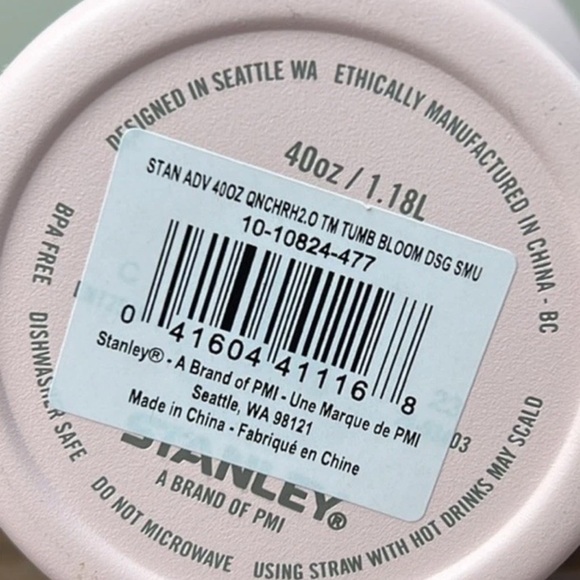 DESIGNED IN SEATTLE WA ETHICALLY MANUFACTURED IN CHINA - BC
40oz / 1.18L
STAN ADV 40OZ QNCHRH2.O TM TUMB BLOOM DSG SMU
10-10824-477
0 41604 41116 8
Stanley® - A Brand of PMI - Une Marque de PMI
Seattle, WA 98121
Made in China - Fabriqué en Chine
STANLEY®
A BRAND OF PMI
BPA FREE
DISHWASHER SAFE
DO NOT MICROWAVE
USING STRAW WITH HOT DRINKS MAY SCALD